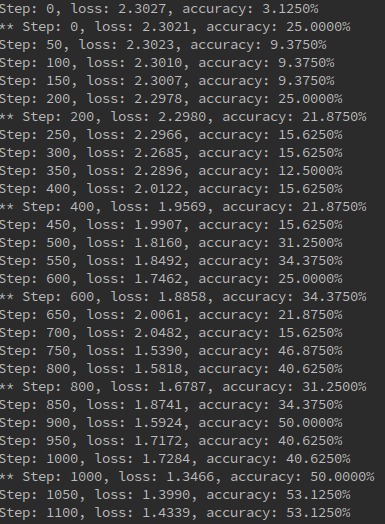 Step: 0, loss: 2.3027, accuracy: 3.1250%
** Step: 0, loss: 2.3021, accuracy: 25.0000%
Step: 50, loss: 2.3023, accuracy: 9.3750%
Step: 100, loss: 2.3010, accuracy: 9.3750%
Step: 150, loss: 2.3007, accuracy: 9.3750%
Step: 200, loss: 2.2978, accuracy: 25.0000%
** Step: 200, loss: 2.2980, accuracy: 21.8750%
Step: 250, loss: 2.2966, accuracy: 15.6250%
Step: 300, loss: 2.2685, accuracy: 15.6250%
Step: 350, loss: 2.2896, accuracy: 12.5000%
Step: 400, loss: 2.0122, accuracy: 15.6250%
** Step: 400, loss: 1.9569, accuracy: 21.8750%
Step: 450, loss: 1.9907, accuracy: 15.6250%
Step: 500, loss: 1.8160, accuracy: 31.2500%
Step: 550, loss: 1.8492, accuracy: 34.3750%
Step: 600, loss: 1.7462, accuracy: 25.0000%
** Step: 600, loss: 1.8858, accuracy: 34.3750%
Step: 650, loss: 2.0061, accuracy: 21.8750%
Step: 700, loss: 2.0482, accuracy: 15.6250%
Step: 750, loss: 1.5390, accuracy: 46.8750%
Step: 800, loss: 1.5818, accuracy: 40.6250%
** Step: 800, loss: 1.6787, accuracy: 31.2500%
Step: 850, loss: 1.8741, accuracy: 34.3750%
Step: 900, loss: 1.5924, accuracy: 50.0000%
Step: 950, loss: 1.7172, accuracy: 40.6250%
Step: 1000, loss: 1.7284, accuracy: 40.6250%
** Step: 1000, loss: 1.3466, accuracy: 50.0000%
Step: 1050, loss: 1.3990, accuracy: 53.1250%
Step: 1100, loss: 1.4339, accuracy: 53.1250%